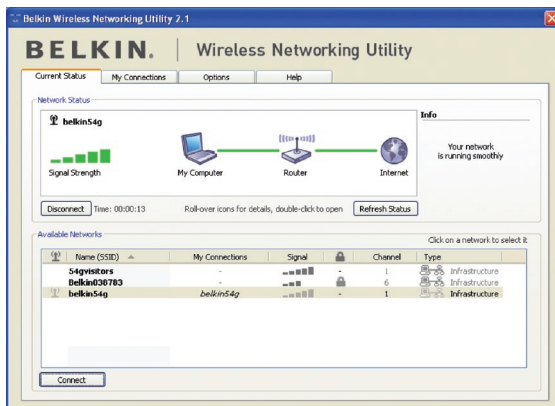 Belkin Wireless Networking Utility 2.1
BELKIN. | Wireless Networking Utility
Current Status My Connections Options Help
Network Status
belkin54g
Info
Your network
is running smoothly
Signal Strength My Computer Router Internet
Disconnect Time: 00:00:13 Roll-over icons for details, double-click to open Refresh Status
Available Networks
Click on a network to select it
Name (SSID) My Connections Signal Channel Type
54gvisitors - - 1 Infrastructure
Belkin030703 - 6 Infrastructure
belkin54g belkin54g - 1 Infrastructure
Connect